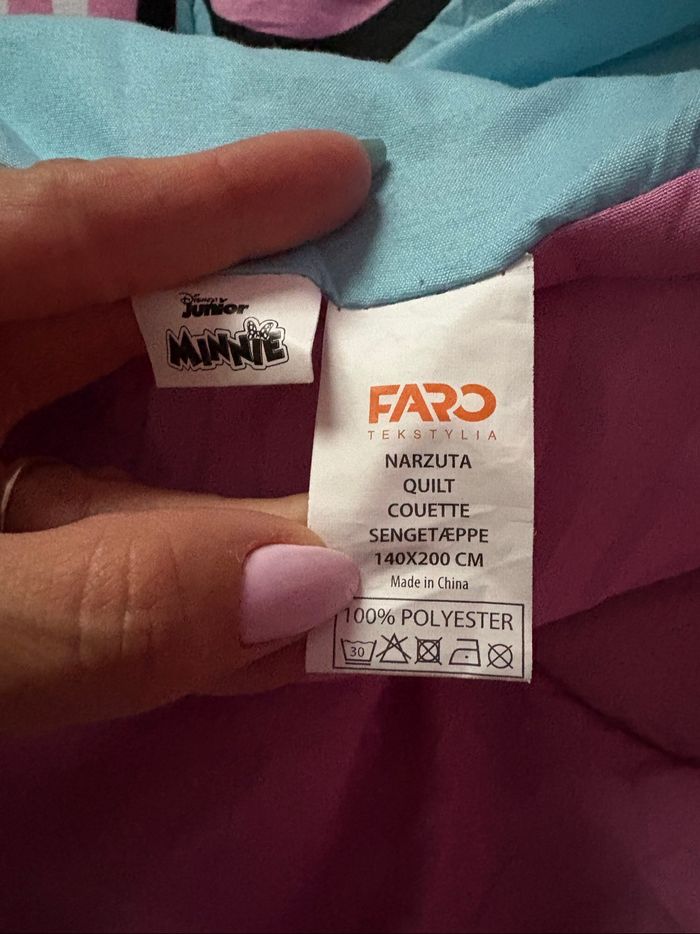 Disney
Junior
MINNIE
FARO
TEKSTYLIA
NARZUTA
QUILT
COUETTE
SENGETÆPPE
140X200 CM
Made in China
100% POLYESTER
30